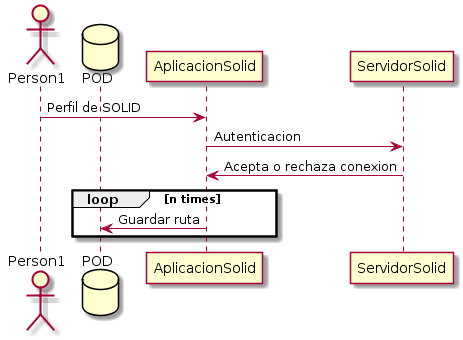 Person1 POD AplicacionSolid ServidorSolid
Perfil de SOLID
Autenticacion
Acepta o rechaza conexion
loop [n times]
Guardar ruta
Person1 POD AplicacionSolid ServidorSolid